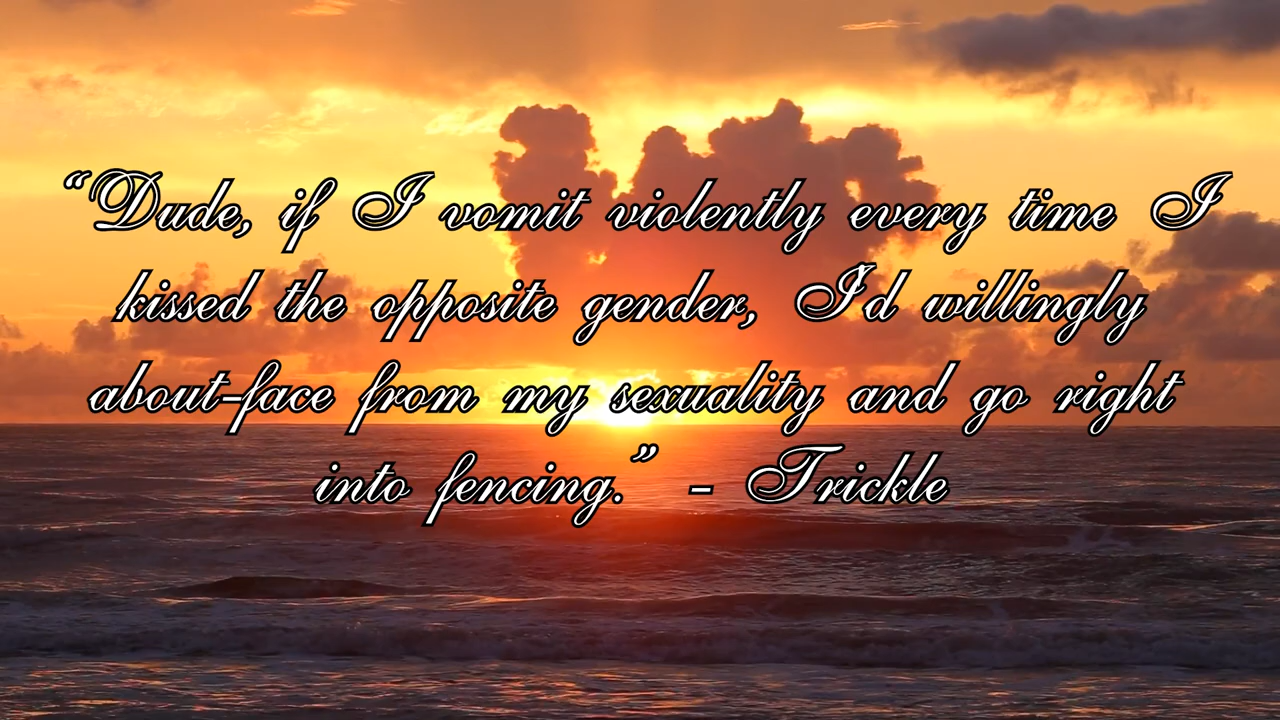 “Dude, if I vomit violently every time I
kissed the opposite gender, I'd willingly
about-face from my sexuality and go right
into fencing.” - Trickle